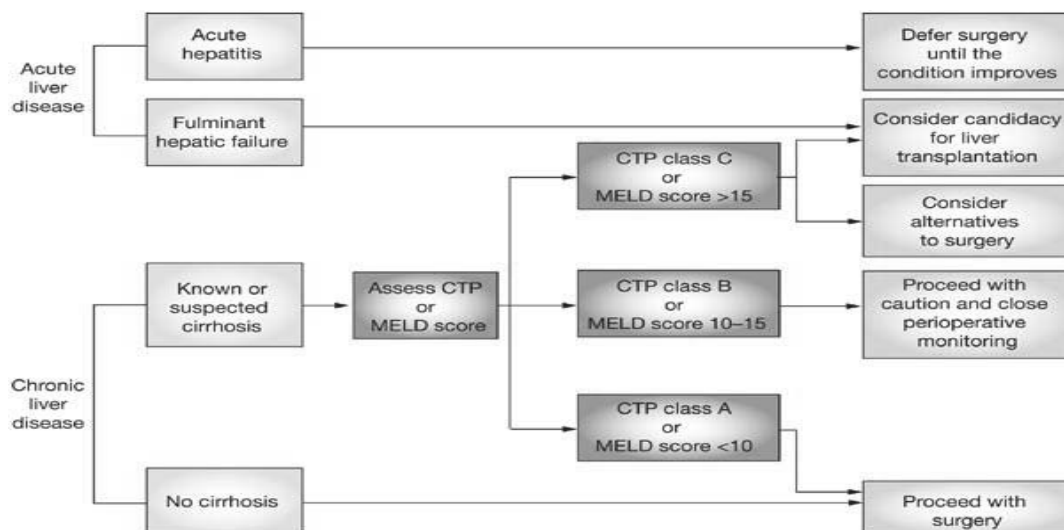 Acute
liver
disease
Acute
hepatitis
Defer surgery
until the
condition improves
Fulminant
hepatic failure
Consider candidacy
for liver
transplantation
CTP class C
or
MELD score >15
Consider
alternatives
to surgery
Chronic
liver
disease
Known or
suspected
cirrhosis
Assess CTP
or
MELD score
CTP class B
or
MELD score 10–15
Proceed with
caution and close
perioperative
monitoring
CTP class A
or
MELD score <10
No cirrhosis
Proceed with
surgery